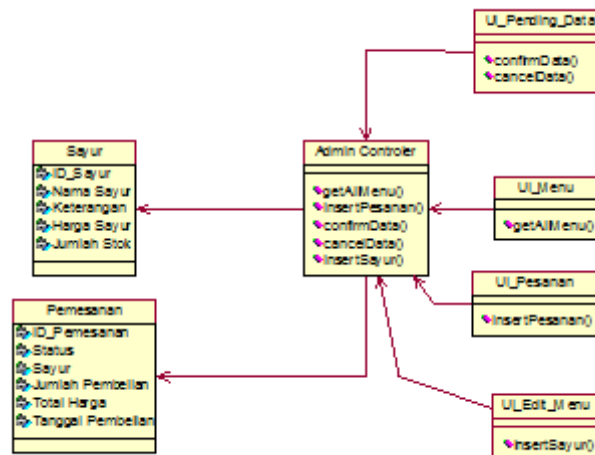 UI_Pending_Data
confirmData()
cancelData()
Sayur
ID_Sayur
Nama Sayur
Keterangan
Harga Sayur
Jumlah Stok
Admin Controler
getAllMenu()
insertPesanan()
confirmData()
cancelData()
insertSayur()
UI_Menu
getAllMenu()
UI_Pesanan
insertPesanan()
Pemesanan
ID_Pemesanan
Status
Sayur
Jumlah Pembelian
Total Harga
Tanggal Pembelian
UI_Edit_Menu
insertSayur()